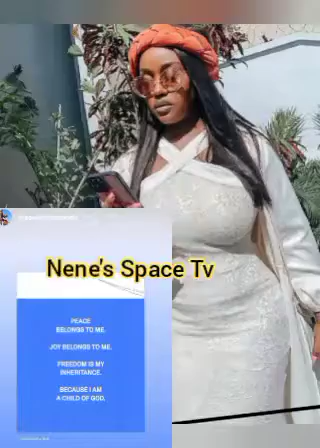 Nene's Space Tv
PEACE
BELONGS TO ME.
JOY BELONGS TO ME.
FREEDOM IS MY
INHERITANCE.
BECAUSE I AM
A CHILD OF GOD.